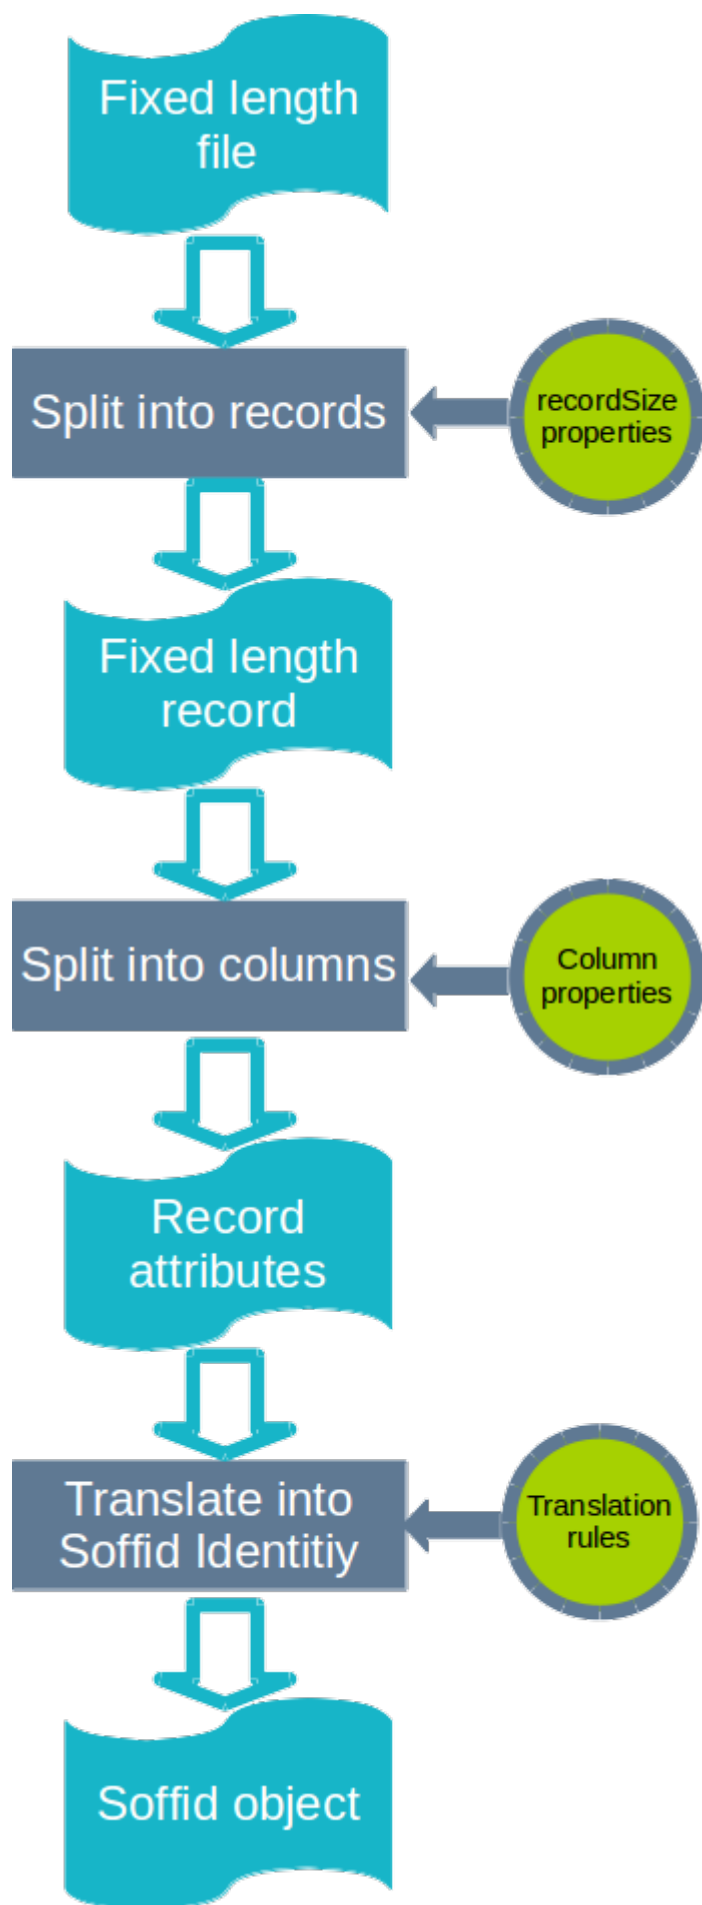 Fixed length
file
Split into records
recordSize
properties
Fixed length
record
Split into columns
Column
properties
Record
attributes
Translate into
Soffid Identitiy
Translation
rules
Soffid object